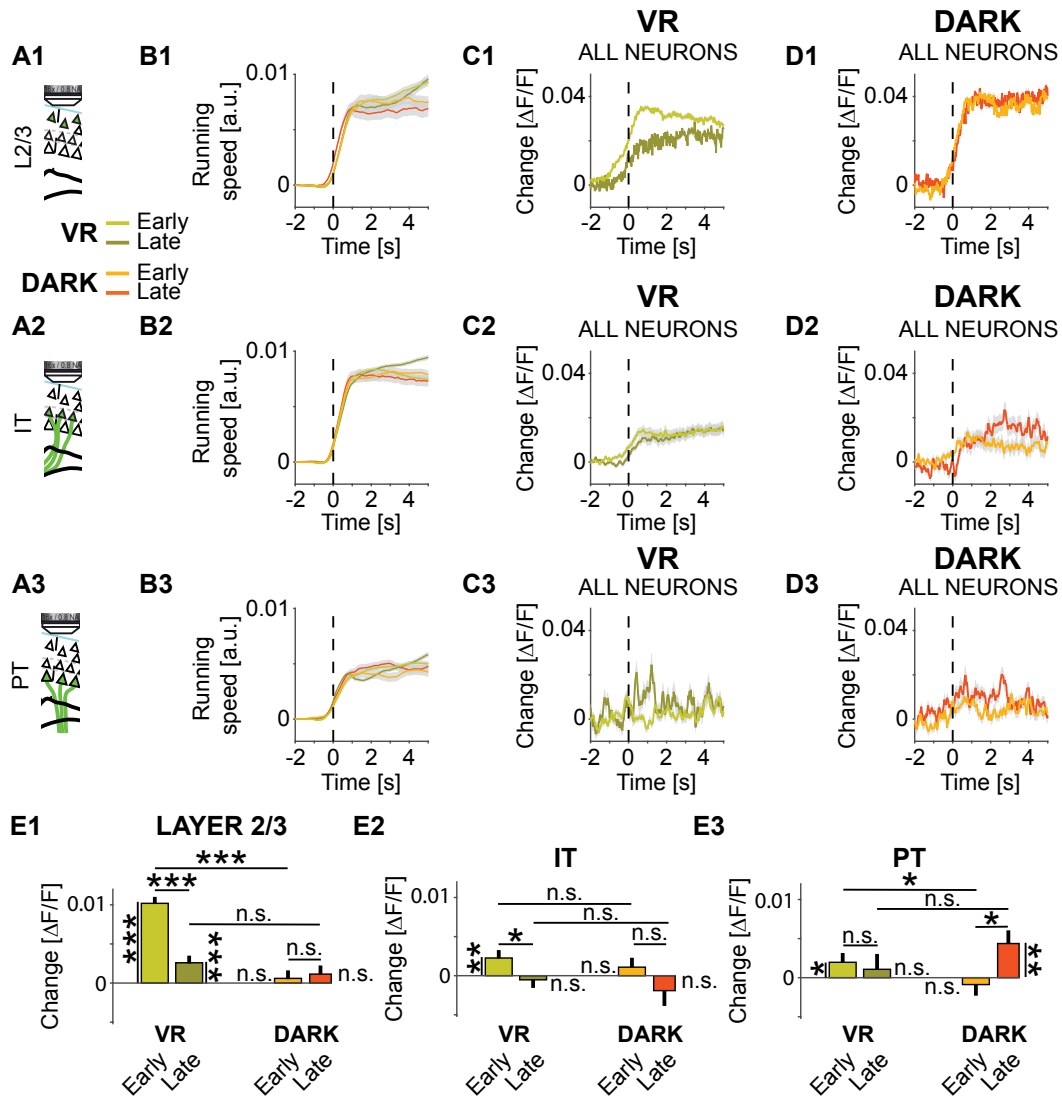 VR
DARK
A1
B1
C1
ALL NEURONS
D1
ALL NEURONS
L2/3
Running
speed [a.u.]
0.01
0
-2 0 2 4
Time [s]
Change [ΔF/F]
0.04
0
-2 0 2 4
Time [s]
Change [ΔF/F]
0.04
0
-2 0 2 4
Time [s]
VR
Early
Late
DARK
Early
Late
VR
DARK
A2
B2
C2
ALL NEURONS
D2
ALL NEURONS
IT
Running
speed [a.u.]
0.01
0
-2 0 2 4
Time [s]
Change [ΔF/F]
0.04
0
-2 0 2 4
Time [s]
Change [ΔF/F]
0.04
0
-2 0 2 4
Time [s]
VR
DARK
A3
B3
C3
ALL NEURONS
D3
ALL NEURONS
PT
Running
speed [a.u.]
0.01
0
-2 0 2 4
Time [s]
Change [ΔF/F]
0.04
0
-2 0 2 4
Time [s]
Change [ΔF/F]
0.04
0
-2 0 2 4
Time [s]
E1
LAYER 2/3
Change [ΔF/F]
0.01
0
***
***
***
***
n.s.
n.s.
n.s.
n.s.
VR
DARK
Early
Late
Early
Late
E2
IT
Change [ΔF/F]
0.01
0
n.s.
n.s.
**
*
n.s.
n.s.
n.s.
n.s.
VR
DARK
Early
Late
Early
Late
E3
PT
Change [ΔF/F]
0.01
0
*
n.s.
*
n.s.
*
n.s.
n.s.
**
VR
DARK
Early
Late
Early
Late